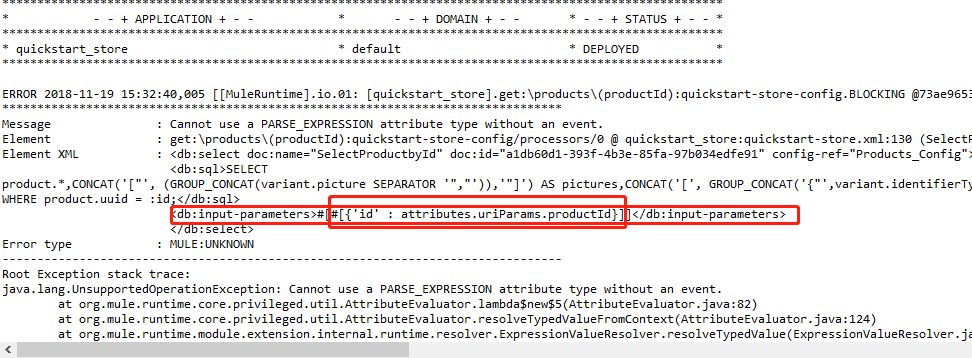 ***********************************************************************
*       - - + APPLICATION + - -            *       - - + DOMAIN + - -       * - - + STATUS + - - *
***********************************************************************
* quickstart_store                              * default                        * DEPLOYED           *
***********************************************************************
ERROR 2018-11-19 15:32:40,005 [[MuleRuntime].io.01: [quickstart_store].get:\products\(productId):quickstart-store-config.BLOCKING @73ae9653
********************************************************************************
Message               : Cannot use a PARSE_EXPRESSION attribute type without an event.
Element               : get:\products\(productId):quickstart-store-config/processors/0 @ quickstart_store:quickstart-store.xml:130 (SelectP
Element XML           : <db:select doc:name="SelectProductbyId" doc:id="a1db60d1-393f-4b3e-85fa-97b034edfe91" config-ref="Products_Config">
<db:sql>SELECT
product.*,CONCAT('["', (GROUP_CONCAT(variant.picture SEPARATOR '","')),'"]') AS pictures,CONCAT('[', GROUP_CONCAT('{"',variant.identifierTy
WHERE product.uuid = :id;</db:sql>
<db:input-parameters>#[#[{'id' : attributes.uriParams.productId}]]</db:input-parameters>
</db:select>
Error type            : MULE:UNKNOWN
--------------------------------------------------------------------------------
Root Exception stack trace:
java.lang.UnsupportedOperationException: Cannot use a PARSE_EXPRESSION attribute type without an event.
at org.mule.runtime.core.privileged.util.AttributeEvaluator.lambda$new$5(AttributeEvaluator.java:82)
at org.mule.runtime.core.privileged.util.AttributeEvaluator.resolveTypedValueFromContext(AttributeEvaluator.java:124)
at org.mule.runtime.module.extension.internal.runtime.resolver.ExpressionValueResolver.resolveTypedValue(ExpressionValueResolver.ja